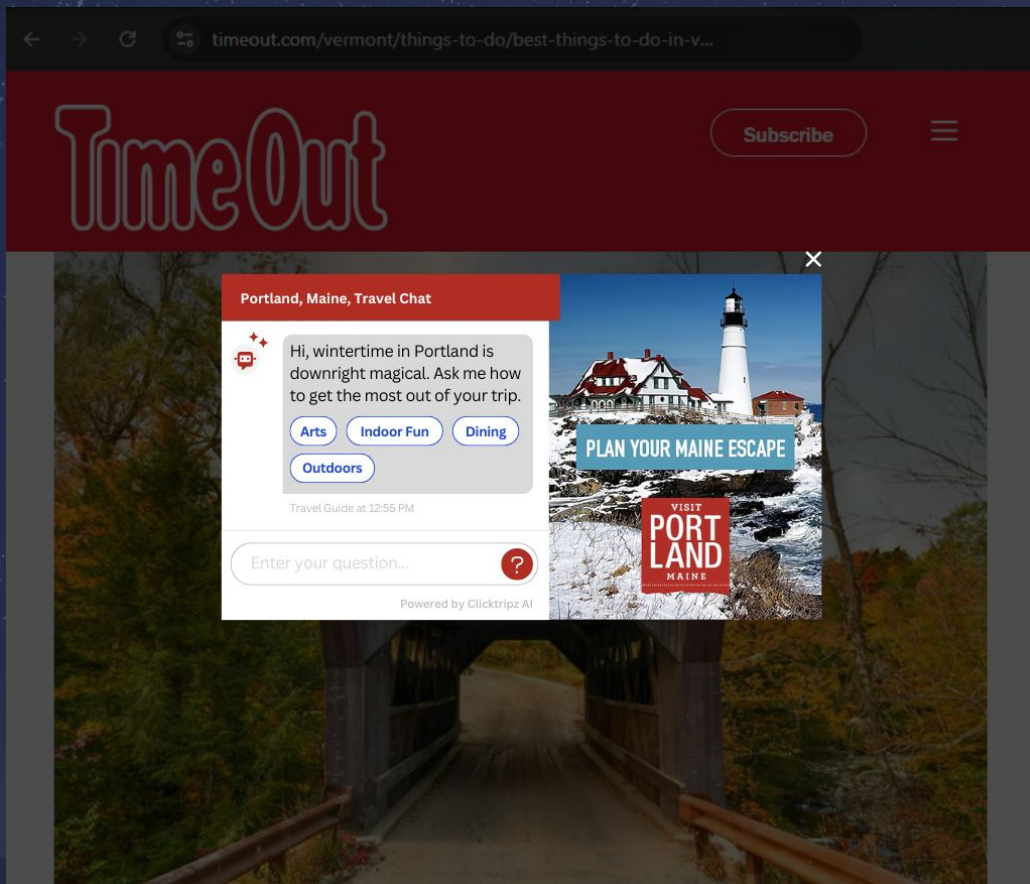 timeout.com/vermont/things-to-do/best-things-to-do-in-v...
TimeOut
Subscribe
Portland, Maine, Travel Chat
Hi, wintertime in Portland is
downright magical. Ask me how
to get the most out of your trip.
Arts
Indoor Fun
Dining
Outdoors
Travel Guide at 12:55 PM
Enter your question...
?
Powered by Clicktripz AI
PLAN YOUR MAINE ESCAPE
VISIT
PORT
LAND
MAINE